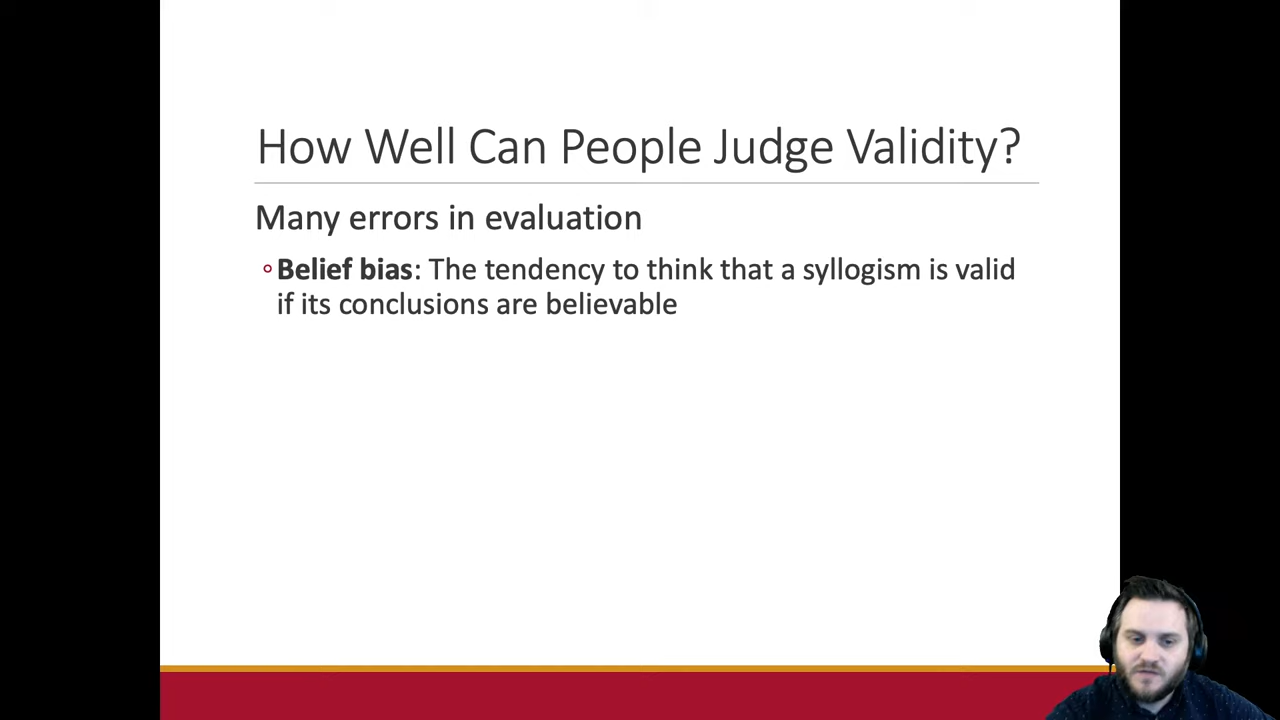 How Well Can People Judge Validity?
Many errors in evaluation
Belief bias: The tendency to think that a syllogism is valid
if its conclusions are believable